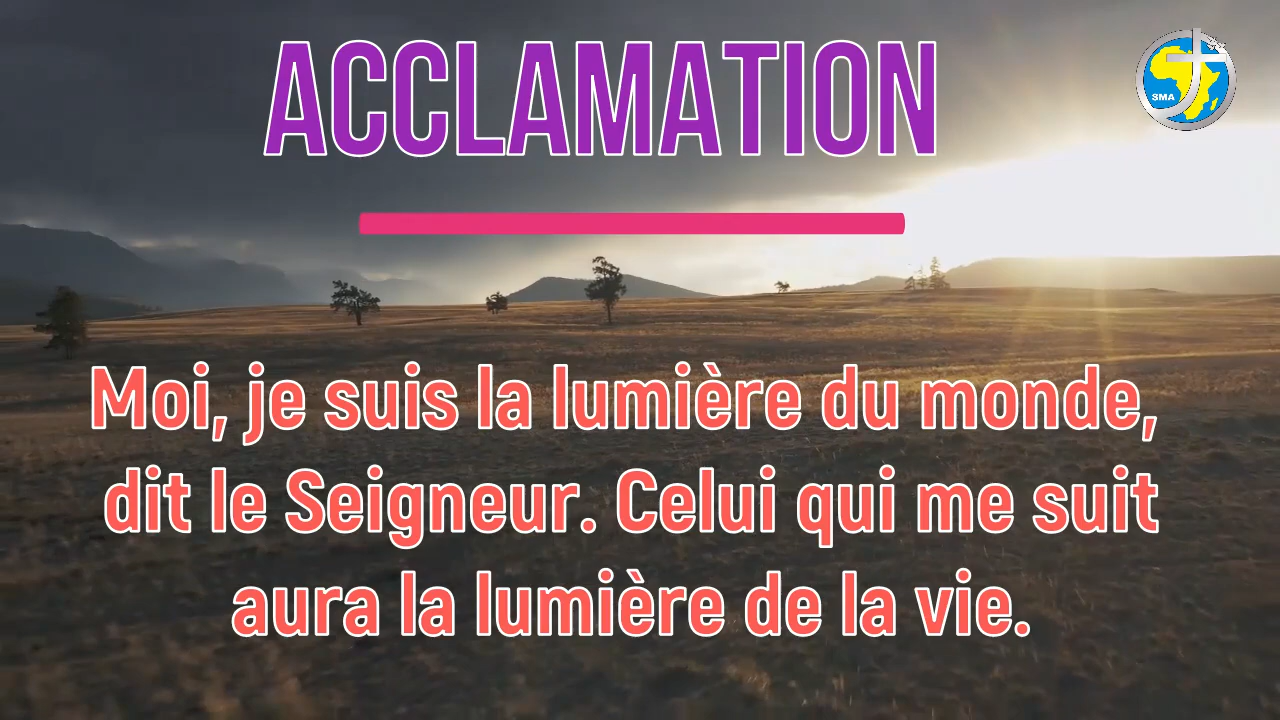 ACCLAMATION
SMA
Moi, je suis la lumière du monde,
dit le Seigneur. Celui qui me suit
aura la lumière de la vie.